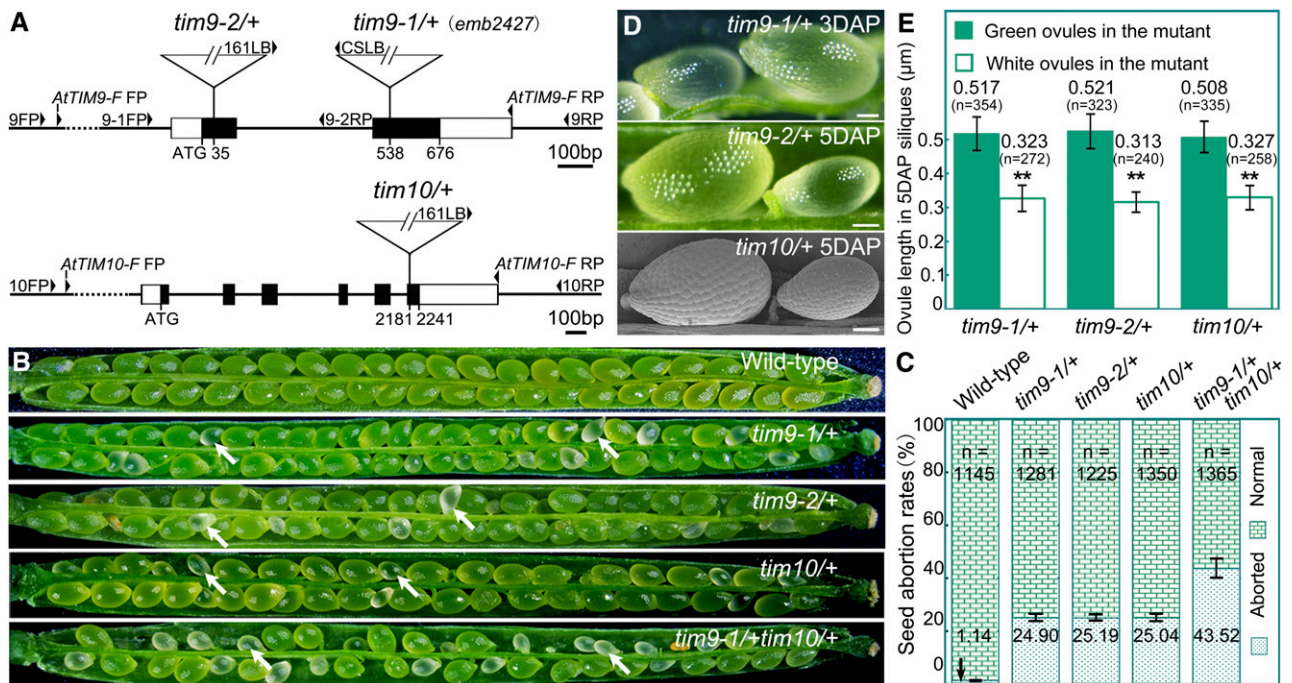 A
tim9-2/+
tim9-1/+ (emb2427)
161LB
CSLB
AtTIM9-F FP
AtTIM9-F RP
9FP
9-1FP
9-2RP
9RP
ATG 35
538
676
100bp
tim10/+
161LB
AtTIM10-F FP
AtTIM10-F RP
10FP
10RP
ATG
2181 2241
100bp
D
tim9-1/+ 3DAP
tim9-2/+ 5DAP
tim10/+ 5DAP
E
Ovule length in 5DAP siliques (μm)
Green ovules in the mutant
White ovules in the mutant
0.517
(n=354)
0.323
(n=272)
**
0.521
(n=323)
0.313
(n=240)
**
0.508
(n=335)
0.327
(n=258)
**
0.5
0.4
0.3
0.2
0.1
0
tim9-1/+
tim9-2/+
tim10/+
B
Wild-type
tim9-1/+
tim9-2/+
tim10/+
tim9-1/+tim10/+
C
Wild-type
tim9-1/+
tim9-2/+
tim10/+
tim9-1/+
tim10/+
Seed abortion rates (%)
100
80
60
40
20
0
n =
1145
n =
1281
n =
1225
n =
1350
n =
1365
1.14
24.90
25.19
25.04
43.52
Normal
Aborted